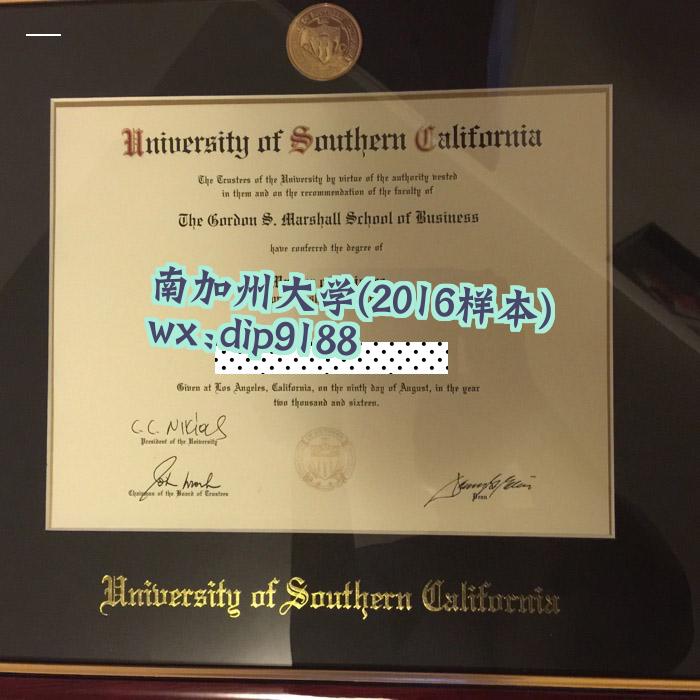 University of Southern California
The Trustees of the University by virtue of the authority vested
in them and on the recommendation of the faculty of
The Gordon S. Marshall School of Business
have conferred the degree of
南加州大学(2016样本)
wx:dip9188
Given at Los Angeles, California, on the ninth day of August, in the year
two thousand and sixteen.
President of the University
Chairman of the Board of Trustees
University of Southern California